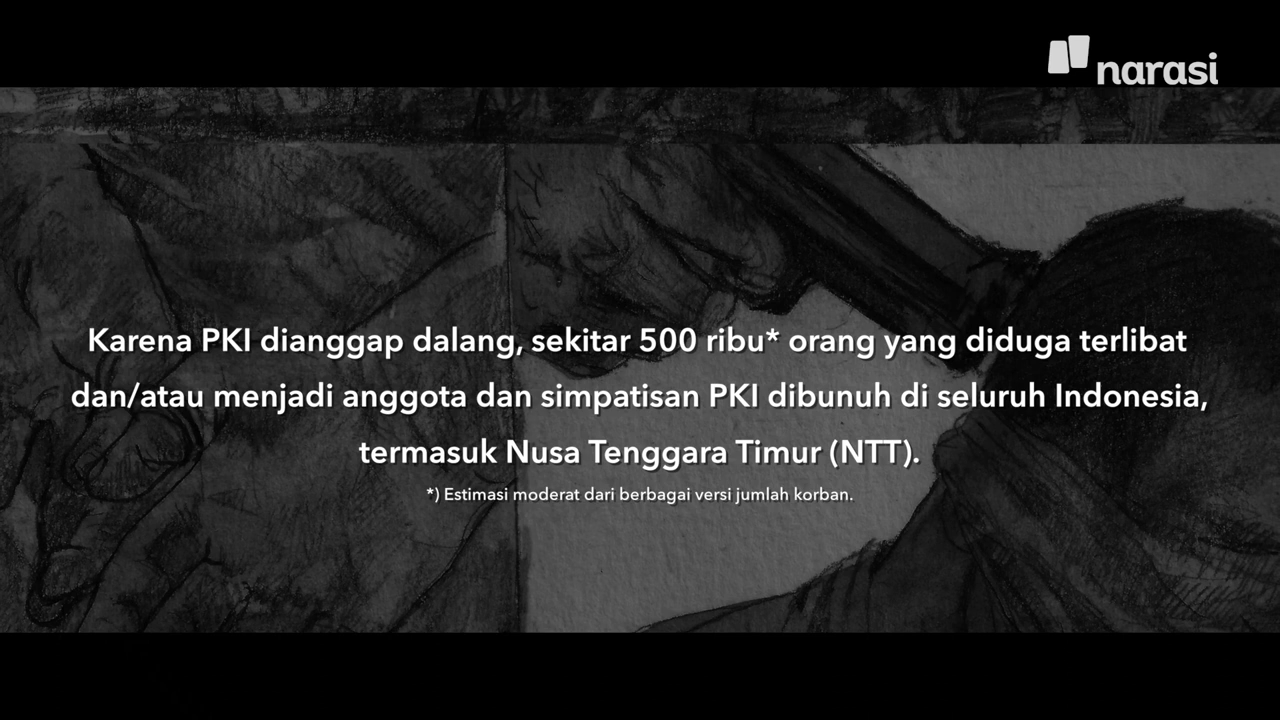 narasi
Karena PKI dianggap dalang, sekitar 500 ribu* orang yang diduga terlibat
dan/atau menjadi anggota dan simpatisan PKI dibunuh di seluruh Indonesia,
termasuk Nusa Tenggara Timur (NTT).
*) Estimasi moderat dari berbagai versi jumlah korban.